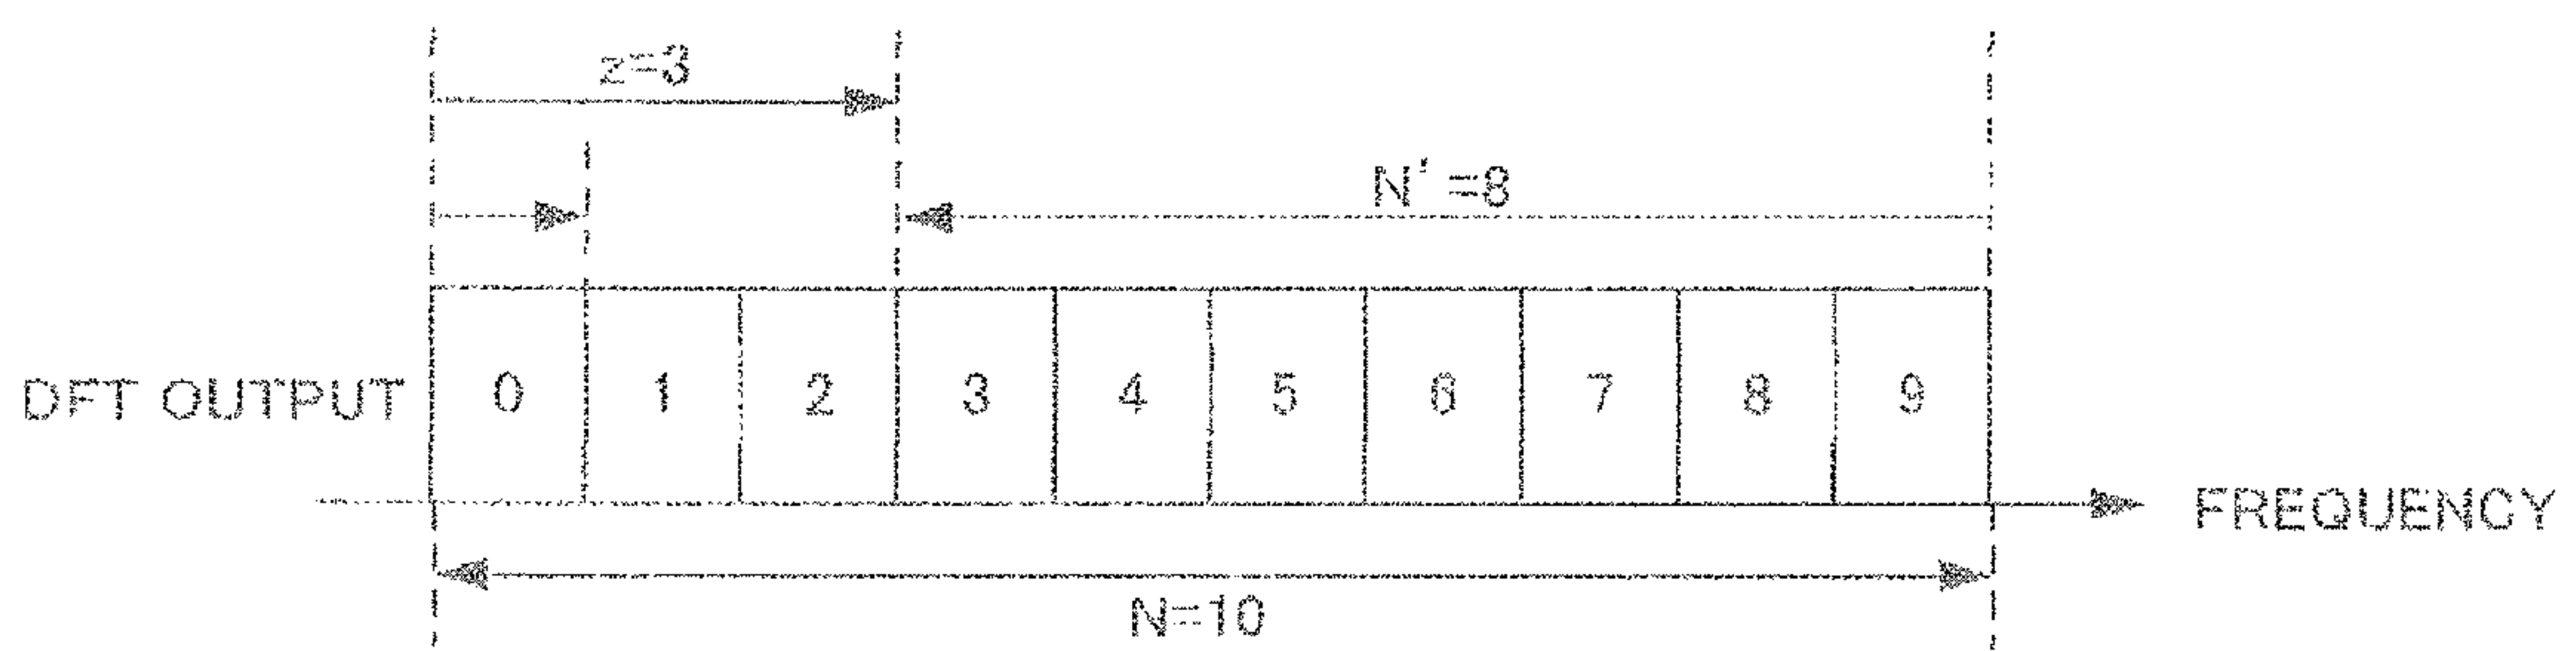 z=3
N'=8
DFT OUTPUT 0 1 2 3 4 5 6 7 8 9
FREQUENCY
N=10